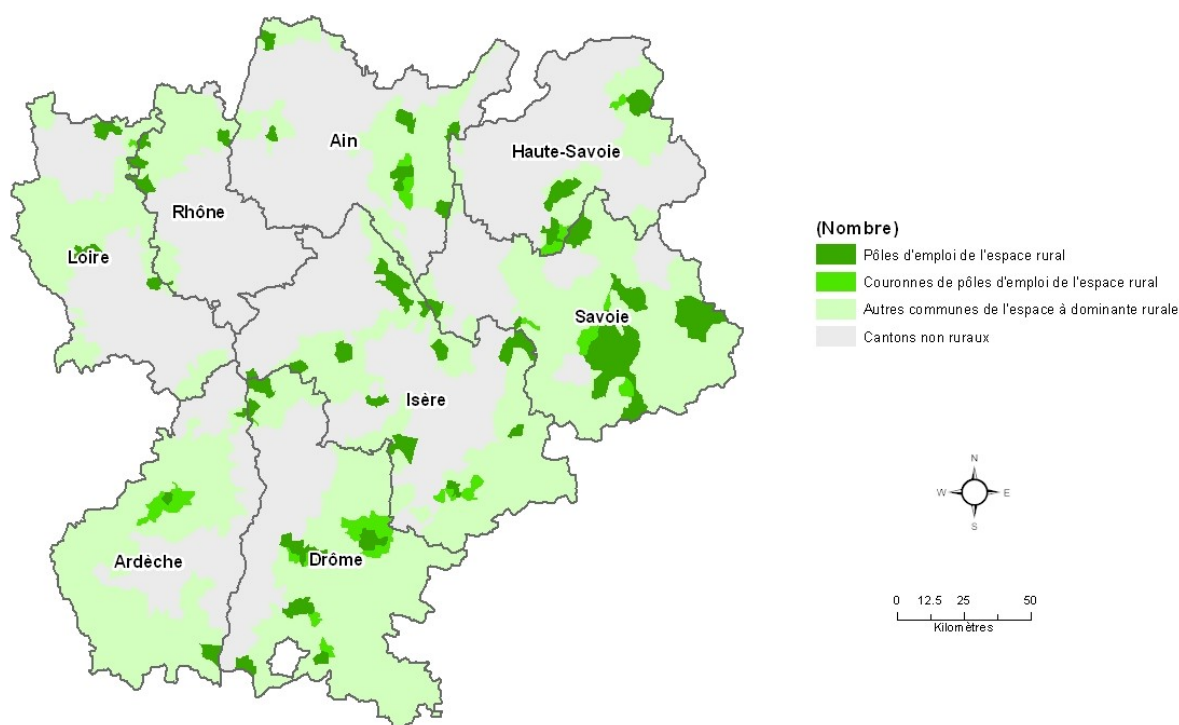 Ain
Haute-Savoie
Rhône
Loire
Savoie
Isère
Ardèche
Drôme
(Nombre)
Pôles d'emploi de l'espace rural
Couronnes de pôles d'emploi de l'espace rural
Autres communes de l'espace à dominante rurale
Cantons non ruraux
N
W
E
S
0 12.5 25 50
Kilomètres